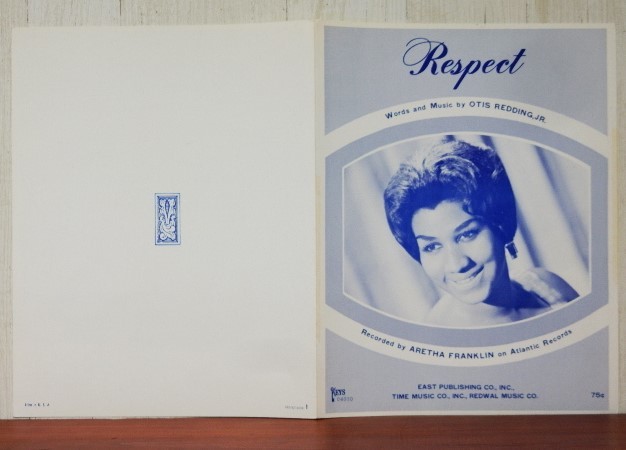 Respect
Words and Music by OTIS REDDING, JR.
Recorded by ARETHA FRANKLIN on Atlantic Records
KEYS
EAST PUBLISHING CO., INC.,
TIME MUSIC CO., INC., REDWAL MUSIC CO.
75¢